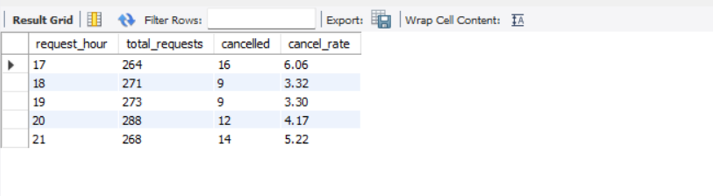 Result Grid Filter Rows: Export: Wrap Cell Content:
request_hour total_requests cancelled cancel_rate
17 264 16 6.06
18 271 9 3.32
19 273 9 3.30
20 288 12 4.17
21 268 14 5.22